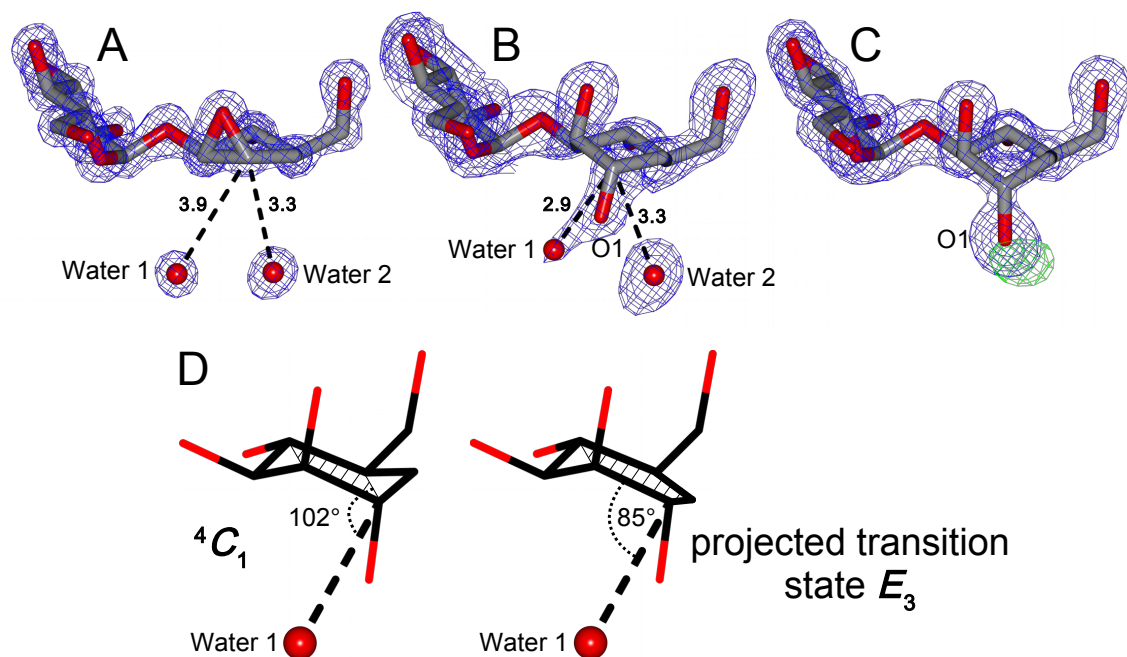 A
3.9
3.3
Water 1
Water 2
B
2.9
3.3
Water 1
O1
Water 2
C
O1
D
102°
⁴C₁
Water 1
85°
projected transition
state E₃
Water 1